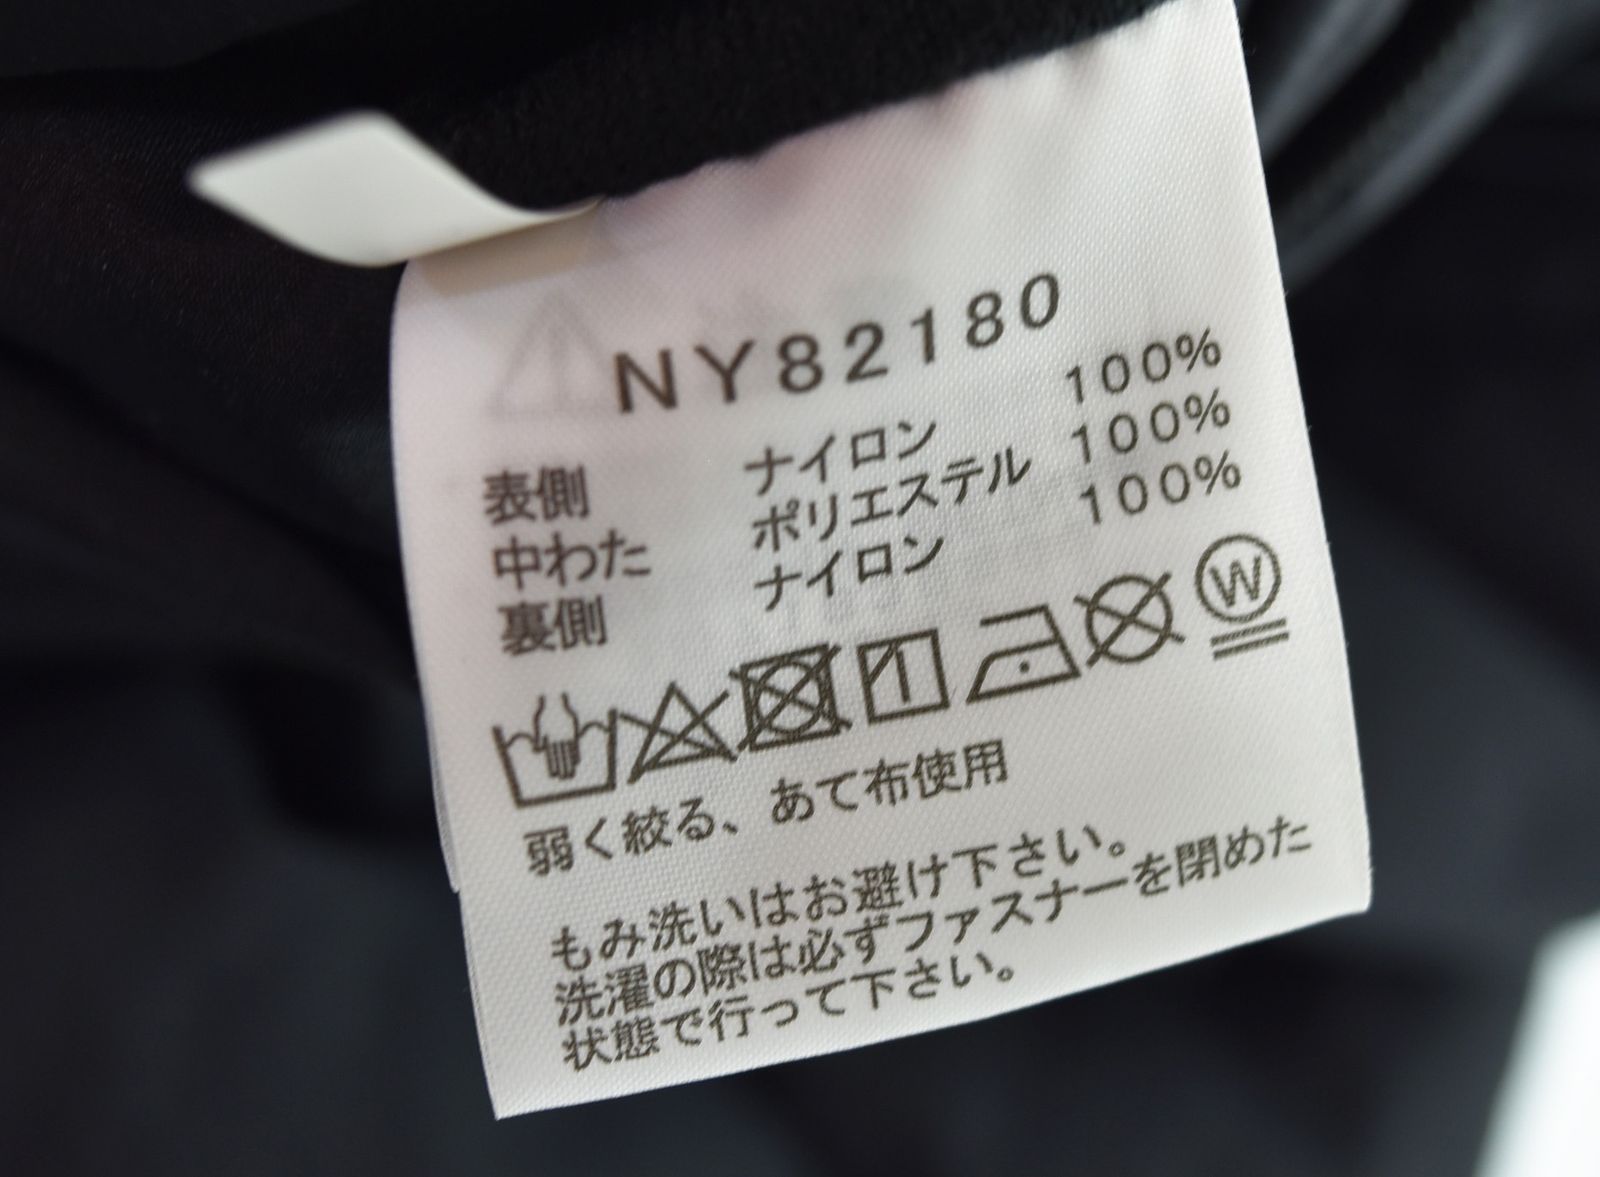 NY82180
表側 ナイロン 100%
中わた ポリエステル 100%
裏側 ナイロン 100%
W
弱く絞る、あて布使用
もみ洗いはお避け下さい。
洗濯の際は必ずファスナーを閉めた
状態で行って下さい。